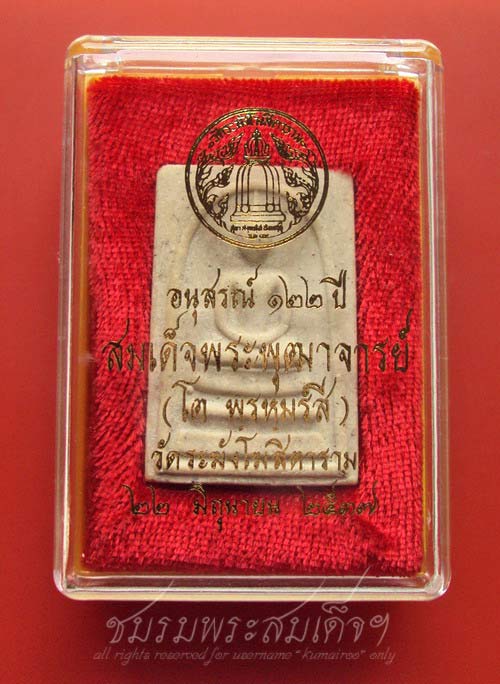 อนุสรณ์ ๑๒๒ ปี
สมเด็จพระพุฒาจารย์
(โต พรหฺมรํสี)
วัดระฆังโฆสิตาราม
๒๒ มิถุนายน ๒๕๓๗
ชมรมพระสมเด็จฯ
all rights reserved for username "kumairoo" only